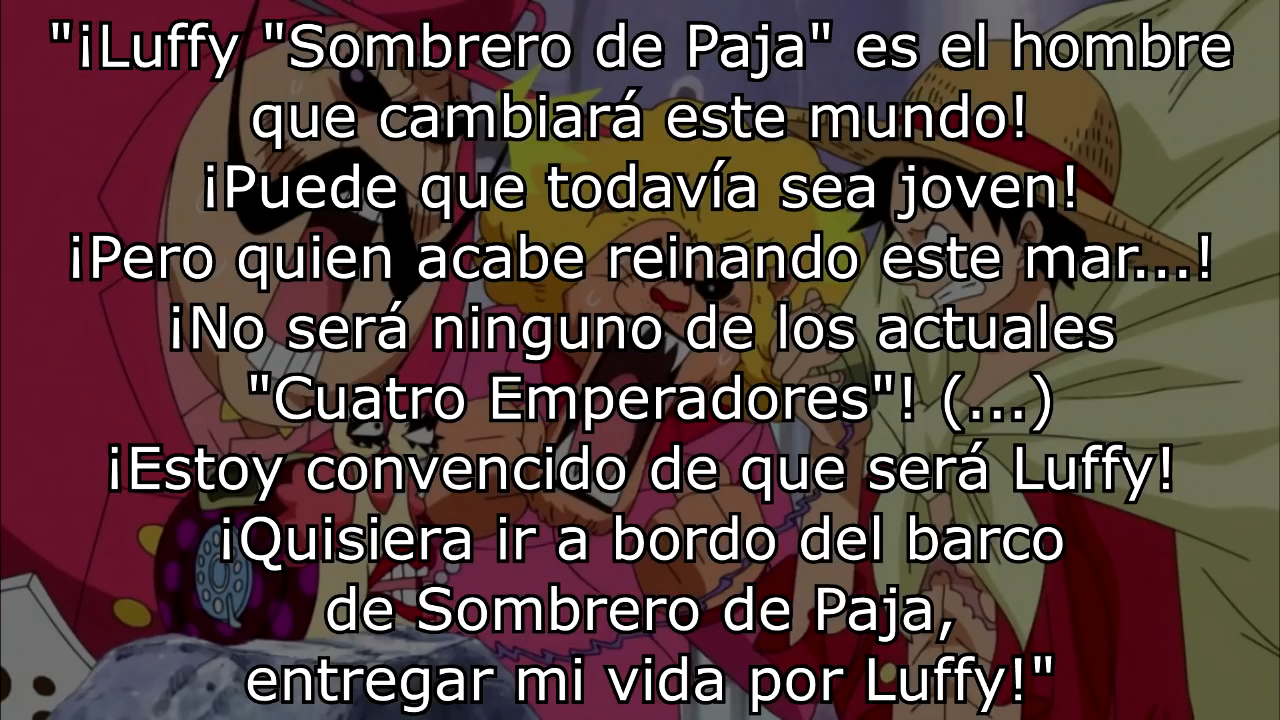 "¡Luffy "Sombrero de Paja" es el hombre
que cambiará este mundo!
¡Puede que todavía sea joven!
¡Pero quien acabe reinando este mar...!
¡No será ninguno de los actuales
"Cuatro Emperadores"! (...)
¡Estoy convencido de que será Luffy!
¡Quisiera ir a bordo del barco
de Sombrero de Paja,
entregar mi vida por Luffy!"